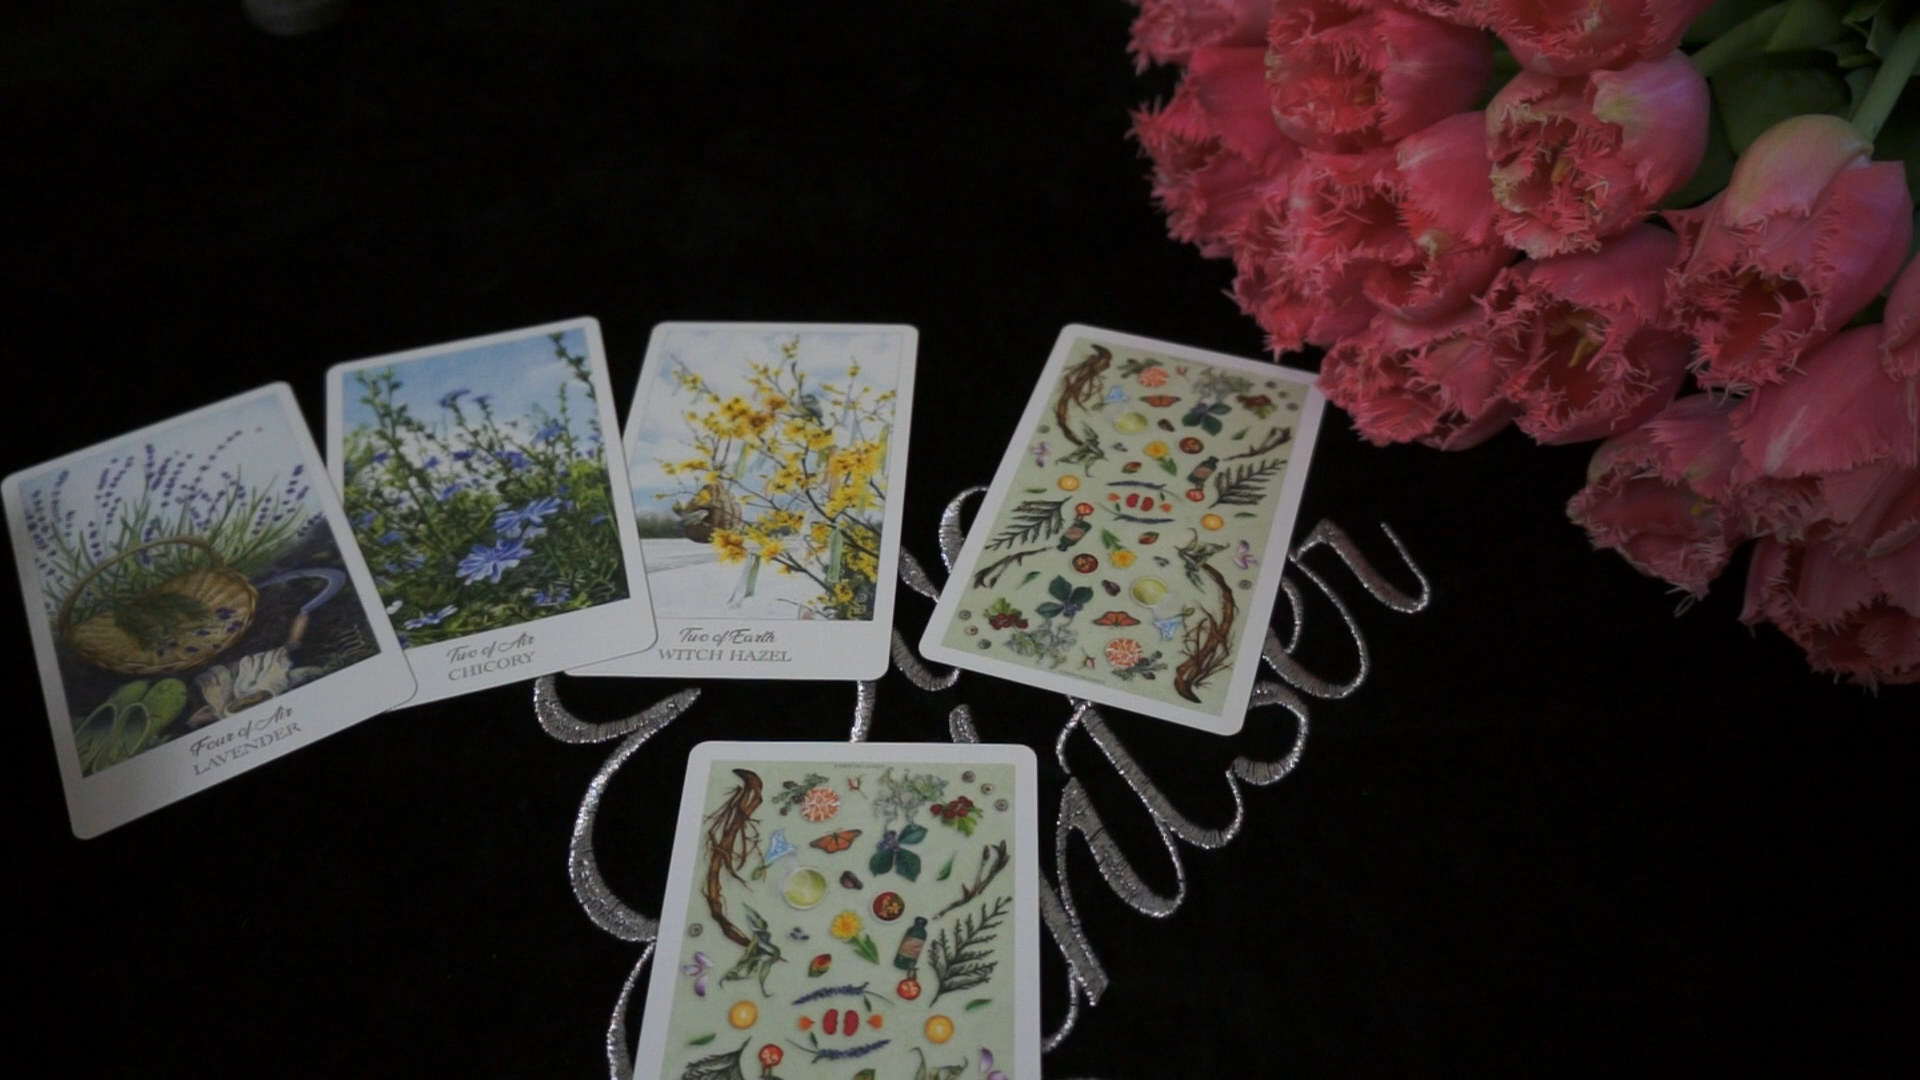 Four of Air
LAVENDER
Two of Air
CHICORY
Two of Earth
WITCH HAZEL